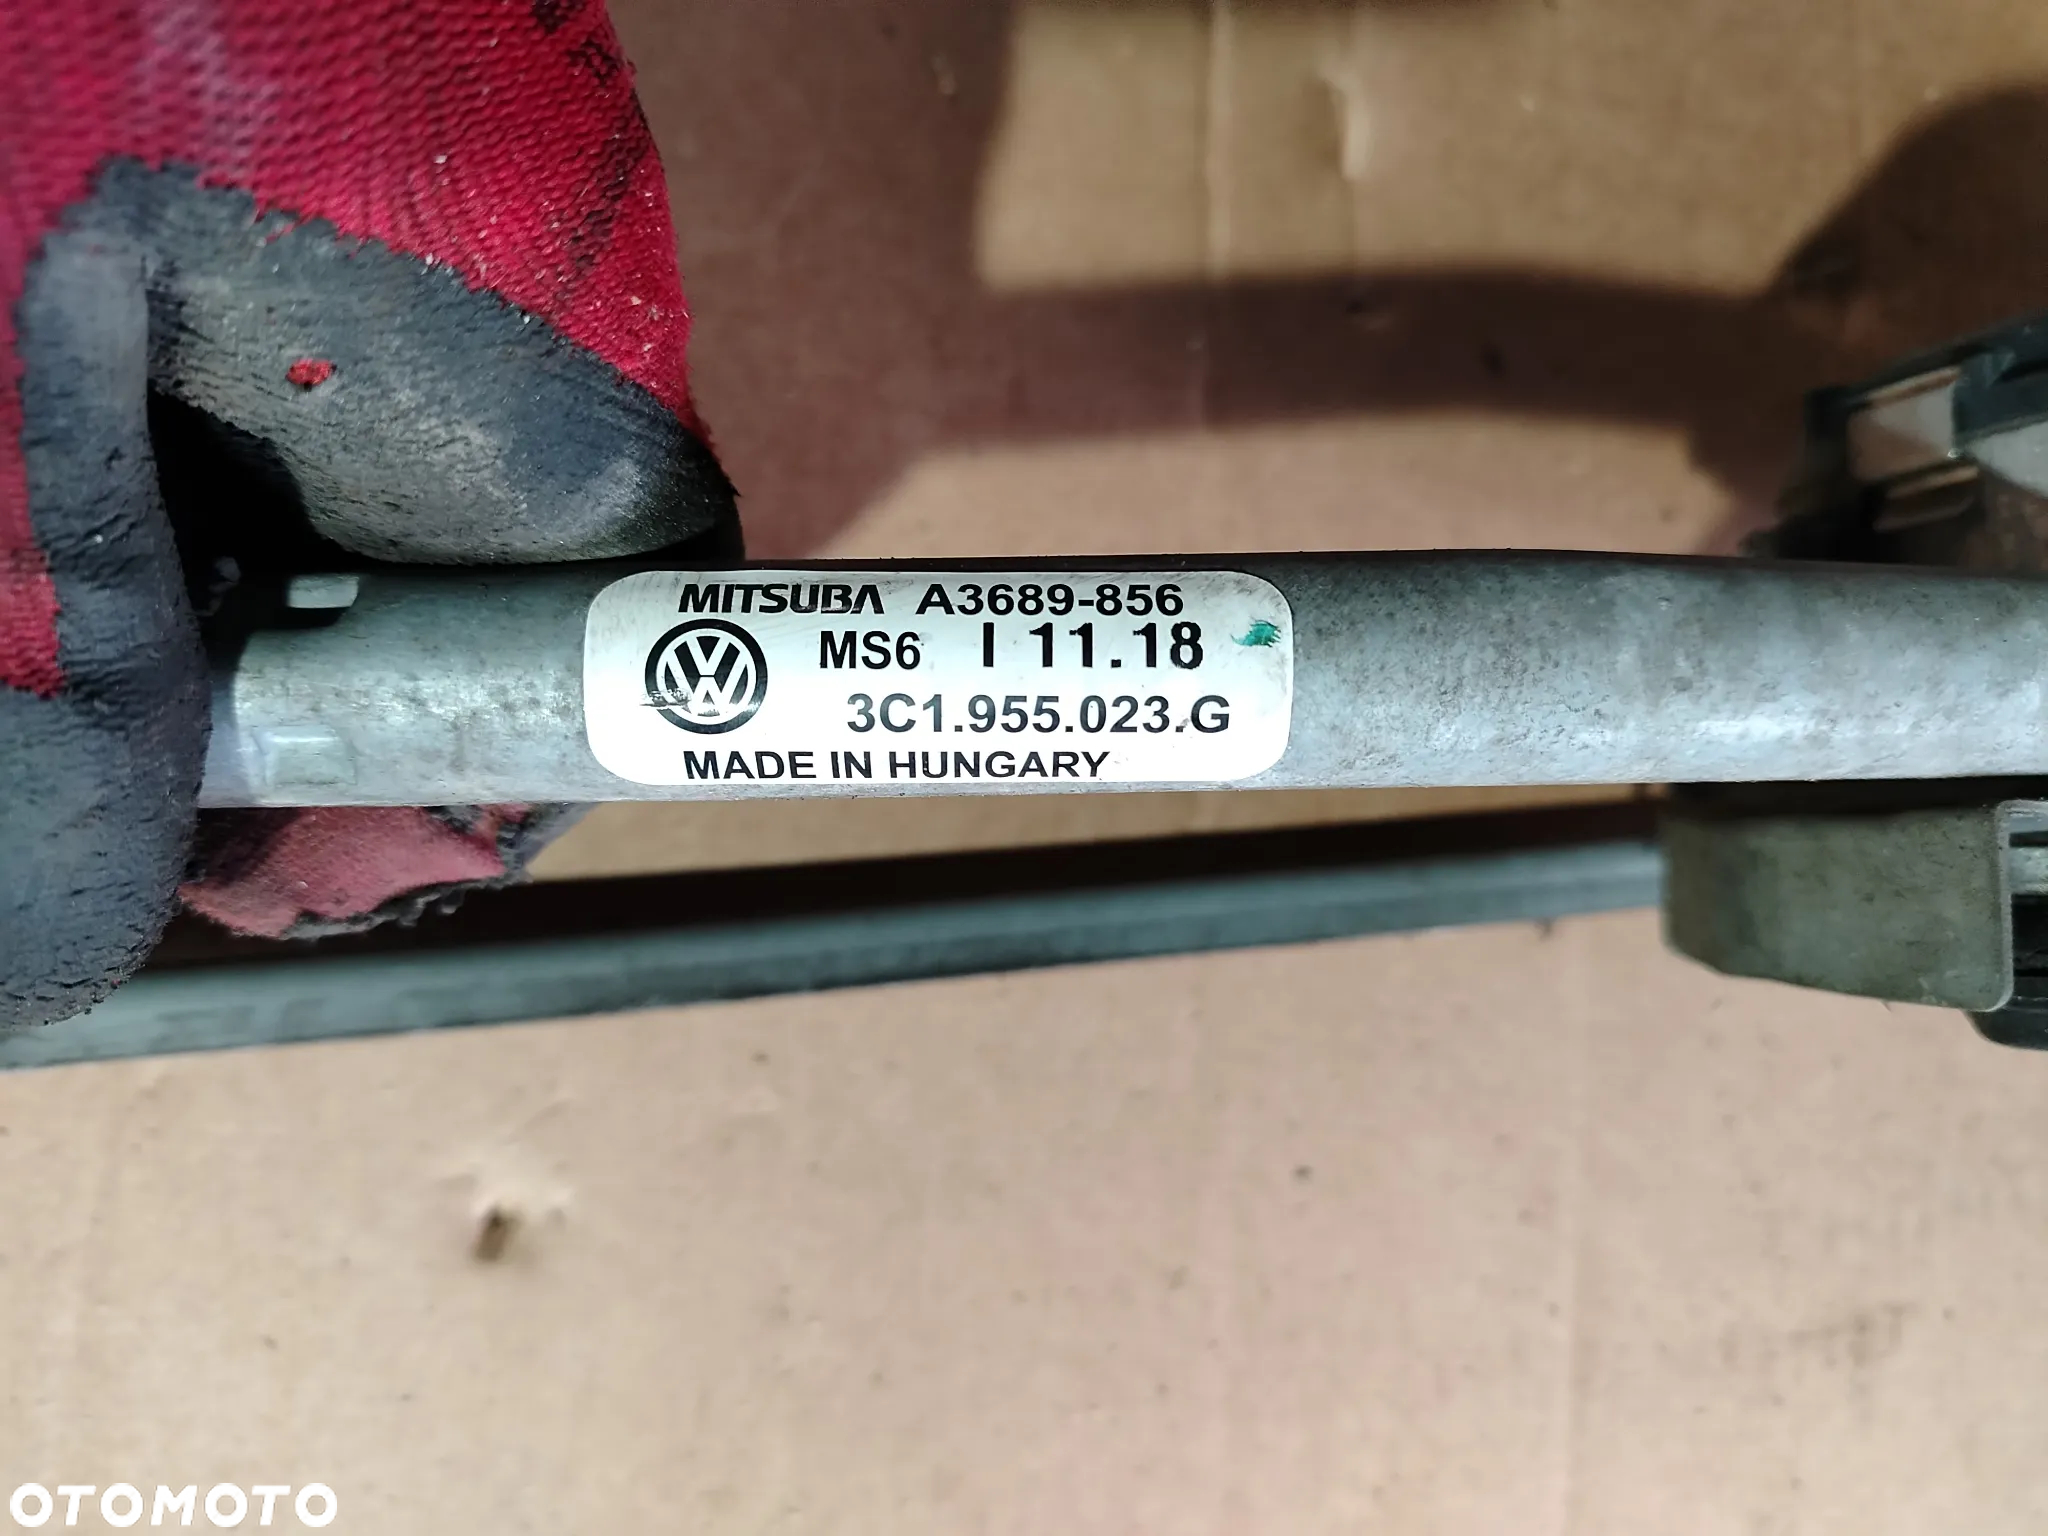 MITSUBA A3689-856
MS6 I 11.18
3C1.955.023.G
MADE IN HUNGARY
OTOMOTO